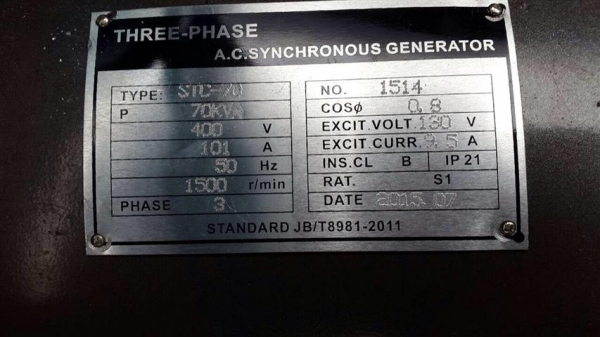 THREE-PHASE
A.C.SYNCHRONOUS GENERATOR
TYPE: STC-70
P 70KVA
400 V
101 A
50 Hz
1500 r/min
PHASE 3
NO. 1514
COSϕ 0.8
EXCIT.VOLT. 130 V
EXCIT.CURR. 9.5 A
INS.CL B IP 21
RAT. S1
DATE 2015.07
STANDARD JB/T8981-2011